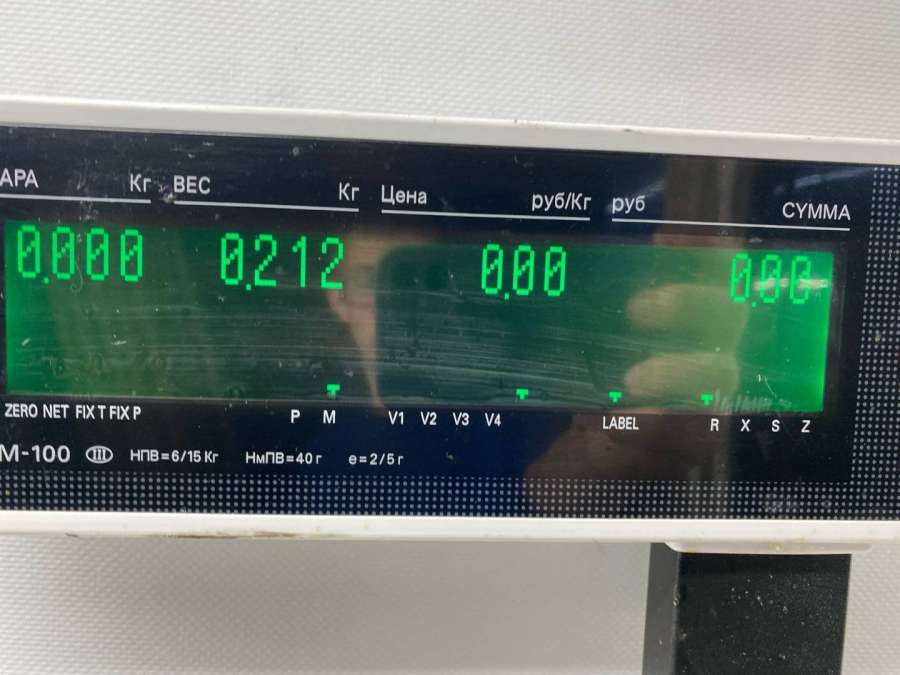 АРА Кг ВЕС Кг Цена руб/Кг руб СУММА
0.000 0.212 0.00 0.00
ZERO NET FIX T FIX P P M V1 V2 V3 V4 LABEL R X S Z
М-100 III НПВ=6/15 Кг НмПВ=40 г е=2/5 г